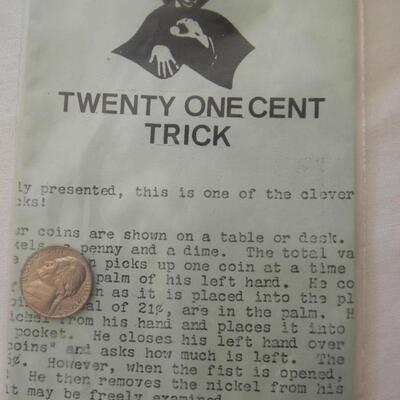 TWENTY ONE CENT
TRICK
ly presented, this is one of the clever
cks!
ur coins are shown on a table or desk.
kels a penny and a dime. The total va
n picks up one coin at a time
palm of his left hand. He co
n as it is placed into the pl
al of 21¢, are in the palm. H
ickel from his hand and places it into
pocket. He closes his left hand over
coins" and asks how much is left. The
¢. However, when the fist is opened,
He then removes the nickel from his
it may be freely examined